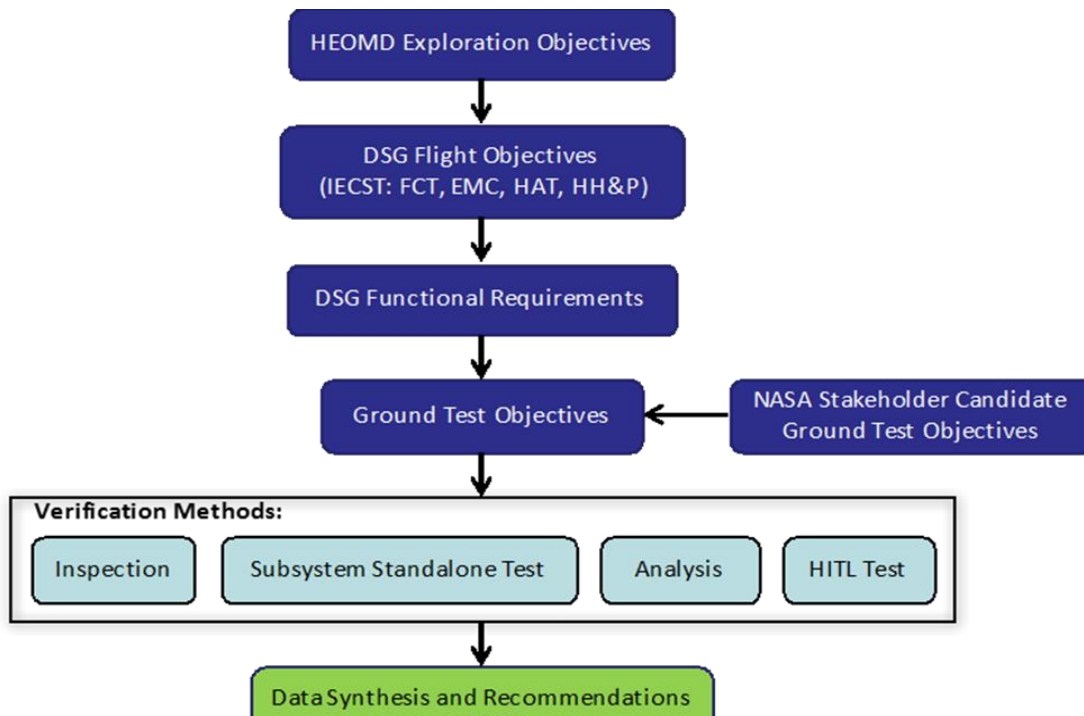 HEOMD Exploration Objectives
DSG Flight Objectives
(IECST: FCT, EMC, HAT, HH&P)
DSG Functional Requirements
Ground Test Objectives
NASA Stakeholder Candidate
Ground Test Objectives
Verification Methods:
Inspection
Subsystem Standalone Test
Analysis
HITL Test
Data Synthesis and Recommendations